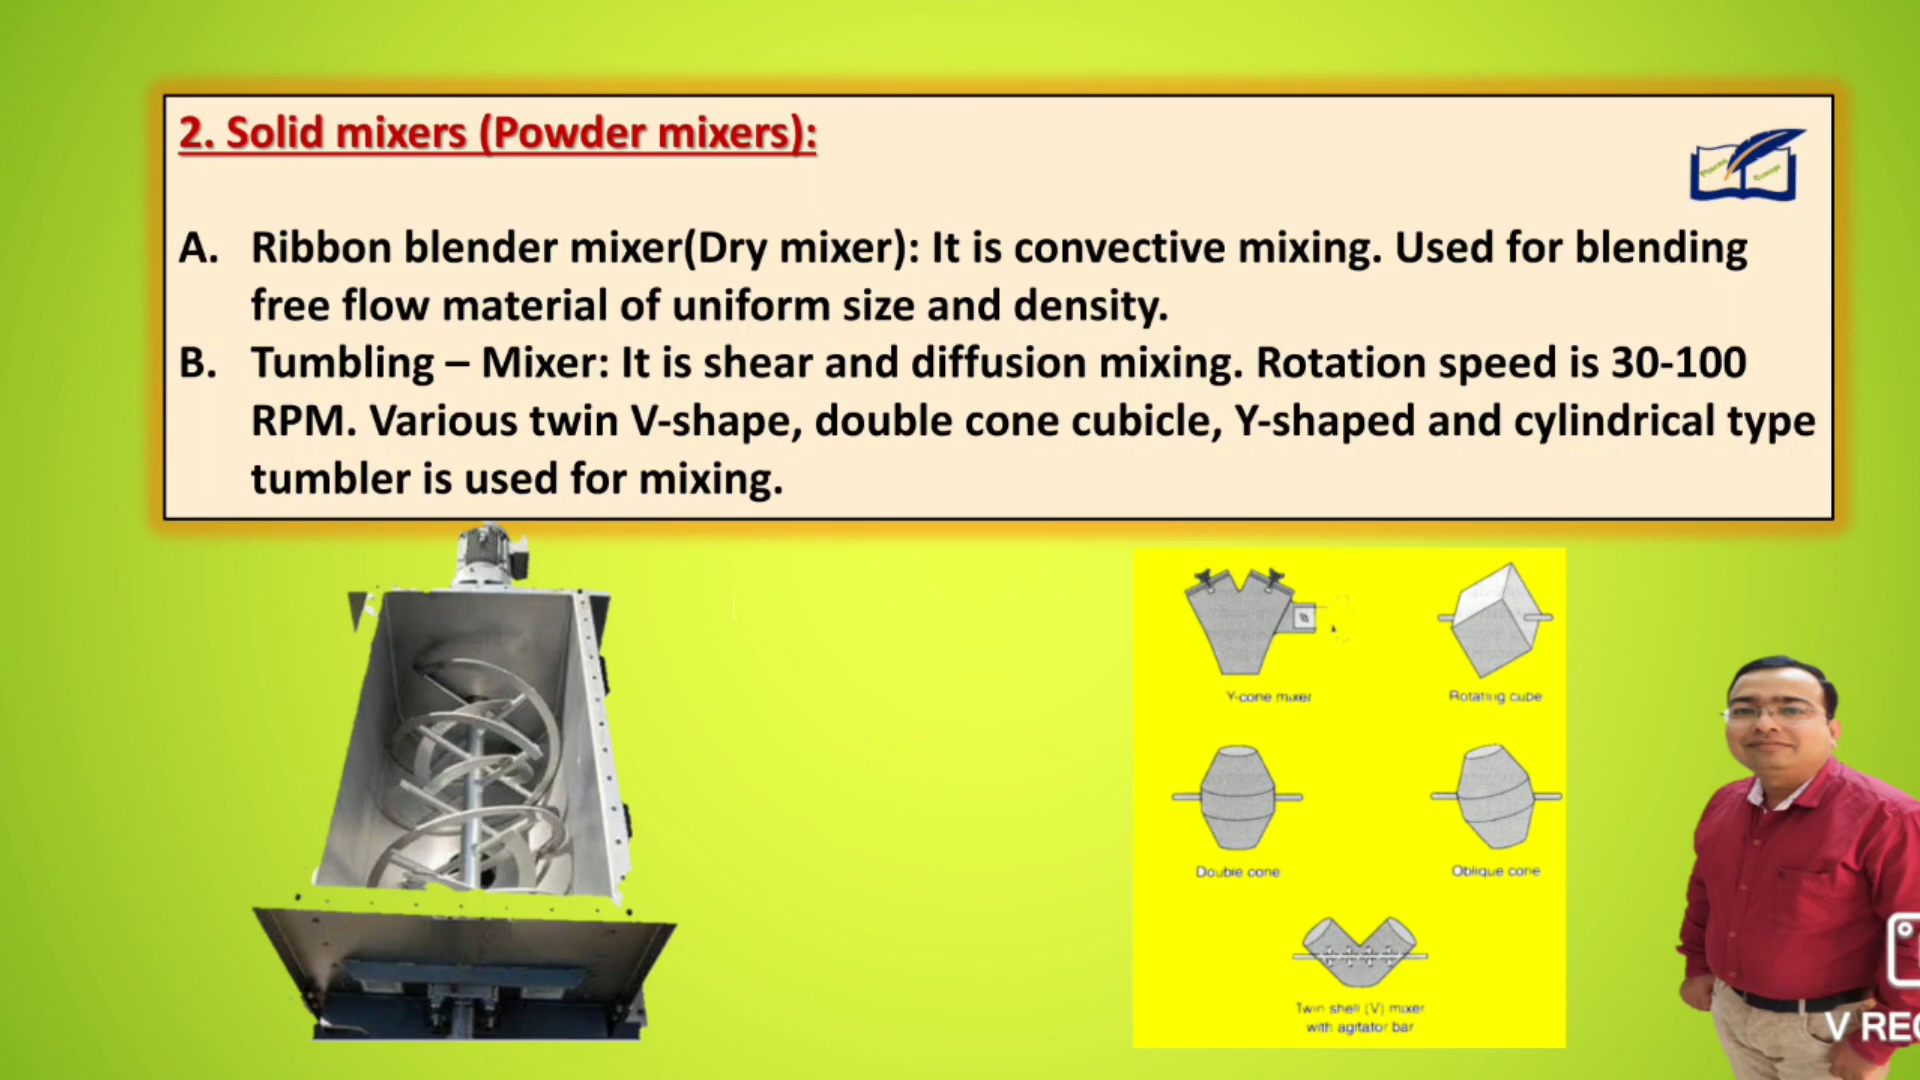 2. Solid mixers (Powder mixers):
A. Ribbon blender mixer(Dry mixer): It is convective mixing. Used for blending
free flow material of uniform size and density.
B. Tumbling – Mixer: It is shear and diffusion mixing. Rotation speed is 30-100
RPM. Various twin V-shape, double cone cubicle, Y-shaped and cylindrical type
tumbler is used for mixing.
Y-cone mixer
Rotating cube
Double cone
Oblique cone
Twin shell (V) mixer
with agitator bar
V REC